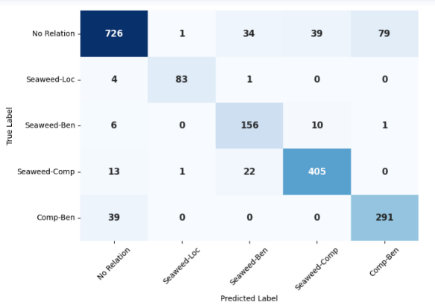 No Relation 726 1 34 39 79
Seaweed-Loc 4 83 1 0 0
Seaweed-Ben 6 0 156 10 1
Seaweed-Comp 13 1 22 405 0
Comp-Ben 39 0 0 0 291
True Label
No Relation Seaweed-Loc Seaweed-Ben Seaweed-Comp Comp-Ben
Predicted Label